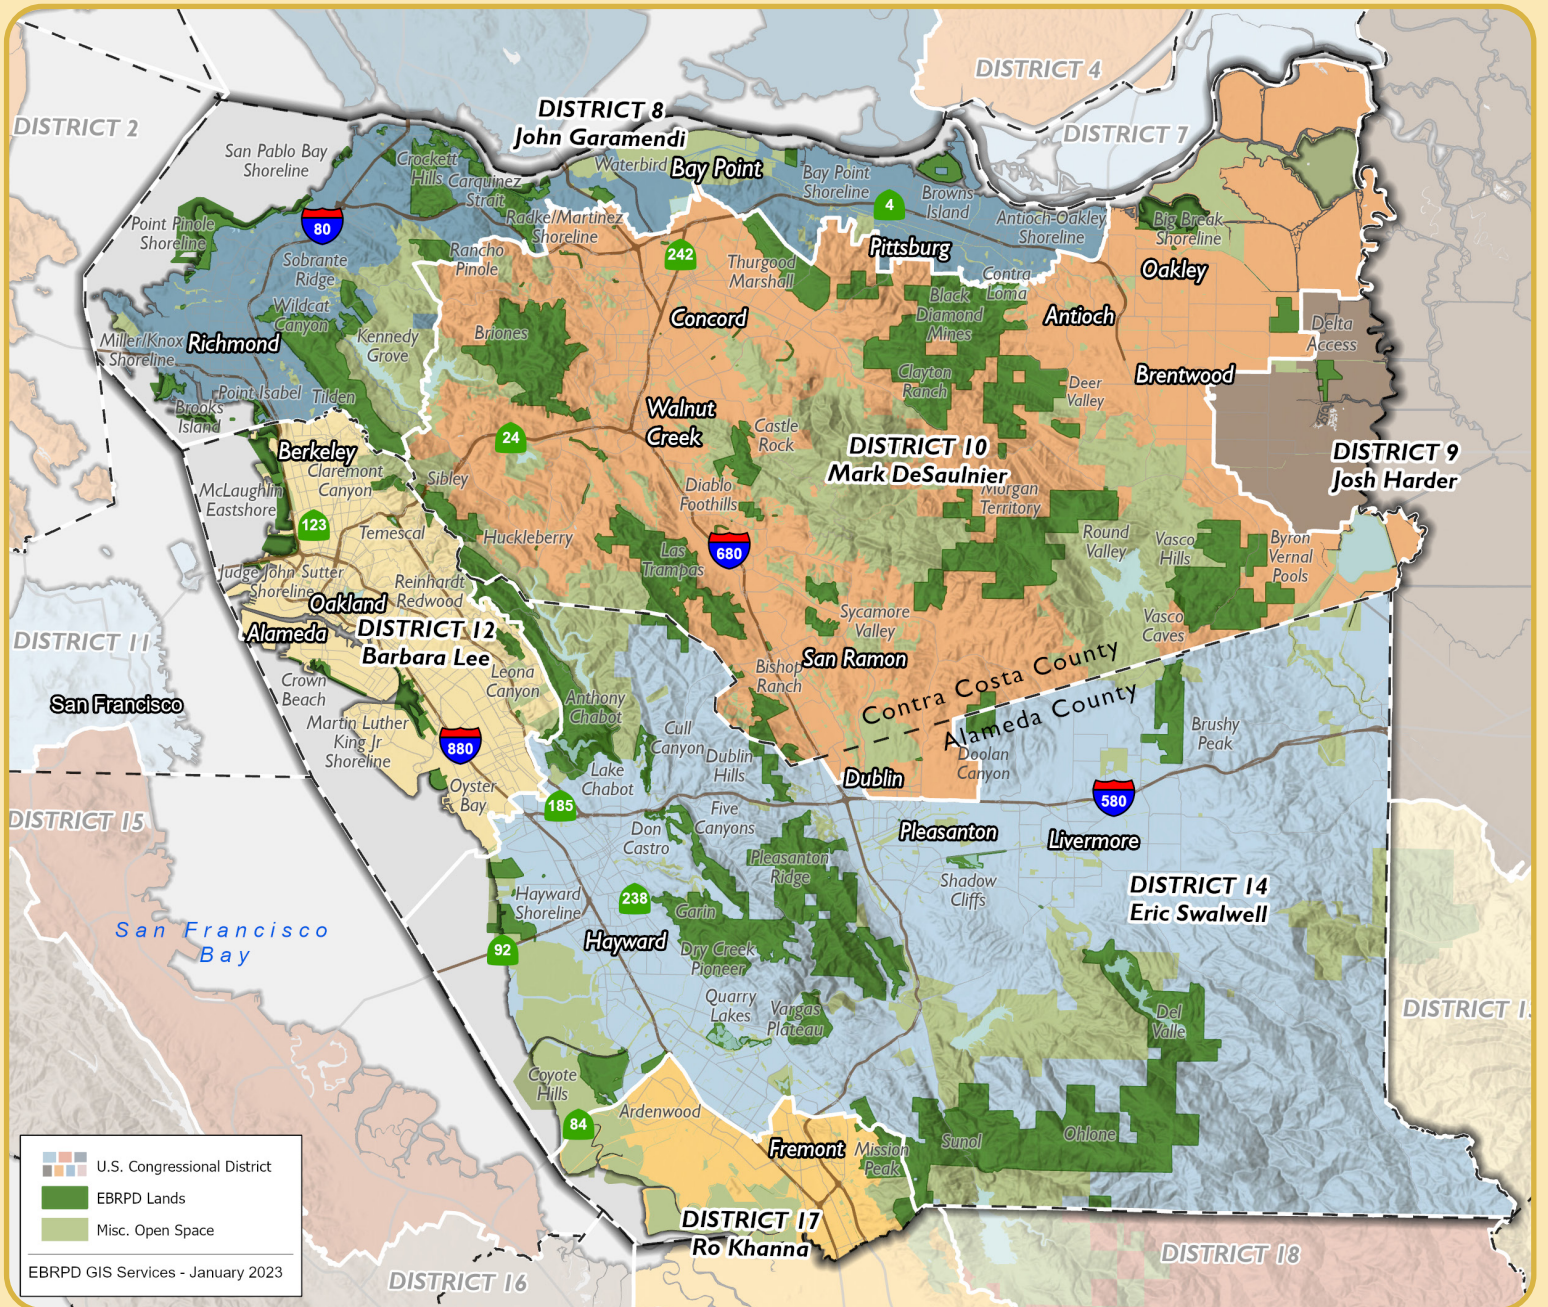 DISTRICT 4
DISTRICT 2
DISTRICT 8
John Garamendi
DISTRICT 7
San Pablo Bay
Shoreline
Crockett
Hills
Carquinez
Strait
Waterbird
Bay Point
Bay Point
Shoreline
4
Browns
Island
Point Pinole
Shoreline
80
Radke/Martinez
Shoreline
Antioch-Oakley
Shoreline
Big Break
Shoreline
Rancho
Pinole
242
Thurgood
Marshall
Pittsburg
Oakley
Sobrante
Ridge
Contra
Loma
Wildcat
Canyon
Black
Diamond
Mines
Concord
Antioch
Delta
Access
Miller/Knox
Shoreline
Richmond
Kennedy
Grove
Briones
Clayton
Ranch
Deer
Valley
Brentwood
Point Isabel
Tilden
Brooks
Island
Walnut
Creek
Castle
Rock
24
DISTRICT 10
Mark DeSaulnier
DISTRICT 9
Josh Harder
Berkeley
Claremont
Canyon
Sibley
McLaughlin
Eastshore
Diablo
Foothills
Morgan
Territory
123
Temescal
Huckleberry
680
Las
Trampas
Round
Valley
Vasco
Hills
Byron
Vernal
Pools
Judge John Sutter
Shoreline
Reinhardt
Redwood
Oakland
Alameda
DISTRICT 12
Barbara Lee
Sycamore
Valley
Vasco
Caves
DISTRICT 11
San Ramon
Contra Costa County
Alameda County
Crown
Beach
Leona
Canyon
Bishop
Ranch
San Francisco
Anthony
Chabot
Martin Luther
King Jr
Shoreline
880
Cull
Canyon
Dublin
Hills
Brushy
Peak
Doolan
Canyon
Dublin
Lake
Chabot
Oyster
Bay
185
580
DISTRICT 15
Five
Canyons
Don
Castro
Pleasanton
Livermore
Pleasanton
Ridge
Shadow
Cliffs
DISTRICT 14
Eric Swalwell
Hayward
Shoreline
238
Garin
San Francisco
Bay
92
Hayward
Dry Creek
Pioneer
Quarry
Lakes
Vargas
Plateau
Del
Valle
DISTRICT 1
Coyote
Hills
Ardenwood
84
Fremont
Mission
Peak
Sunol
Ohlone
DISTRICT 17
Ro Khanna
DISTRICT 18
DISTRICT 16
U.S. Congressional District
EBRPD Lands
Misc. Open Space
EBRPD GIS Services - January 2023